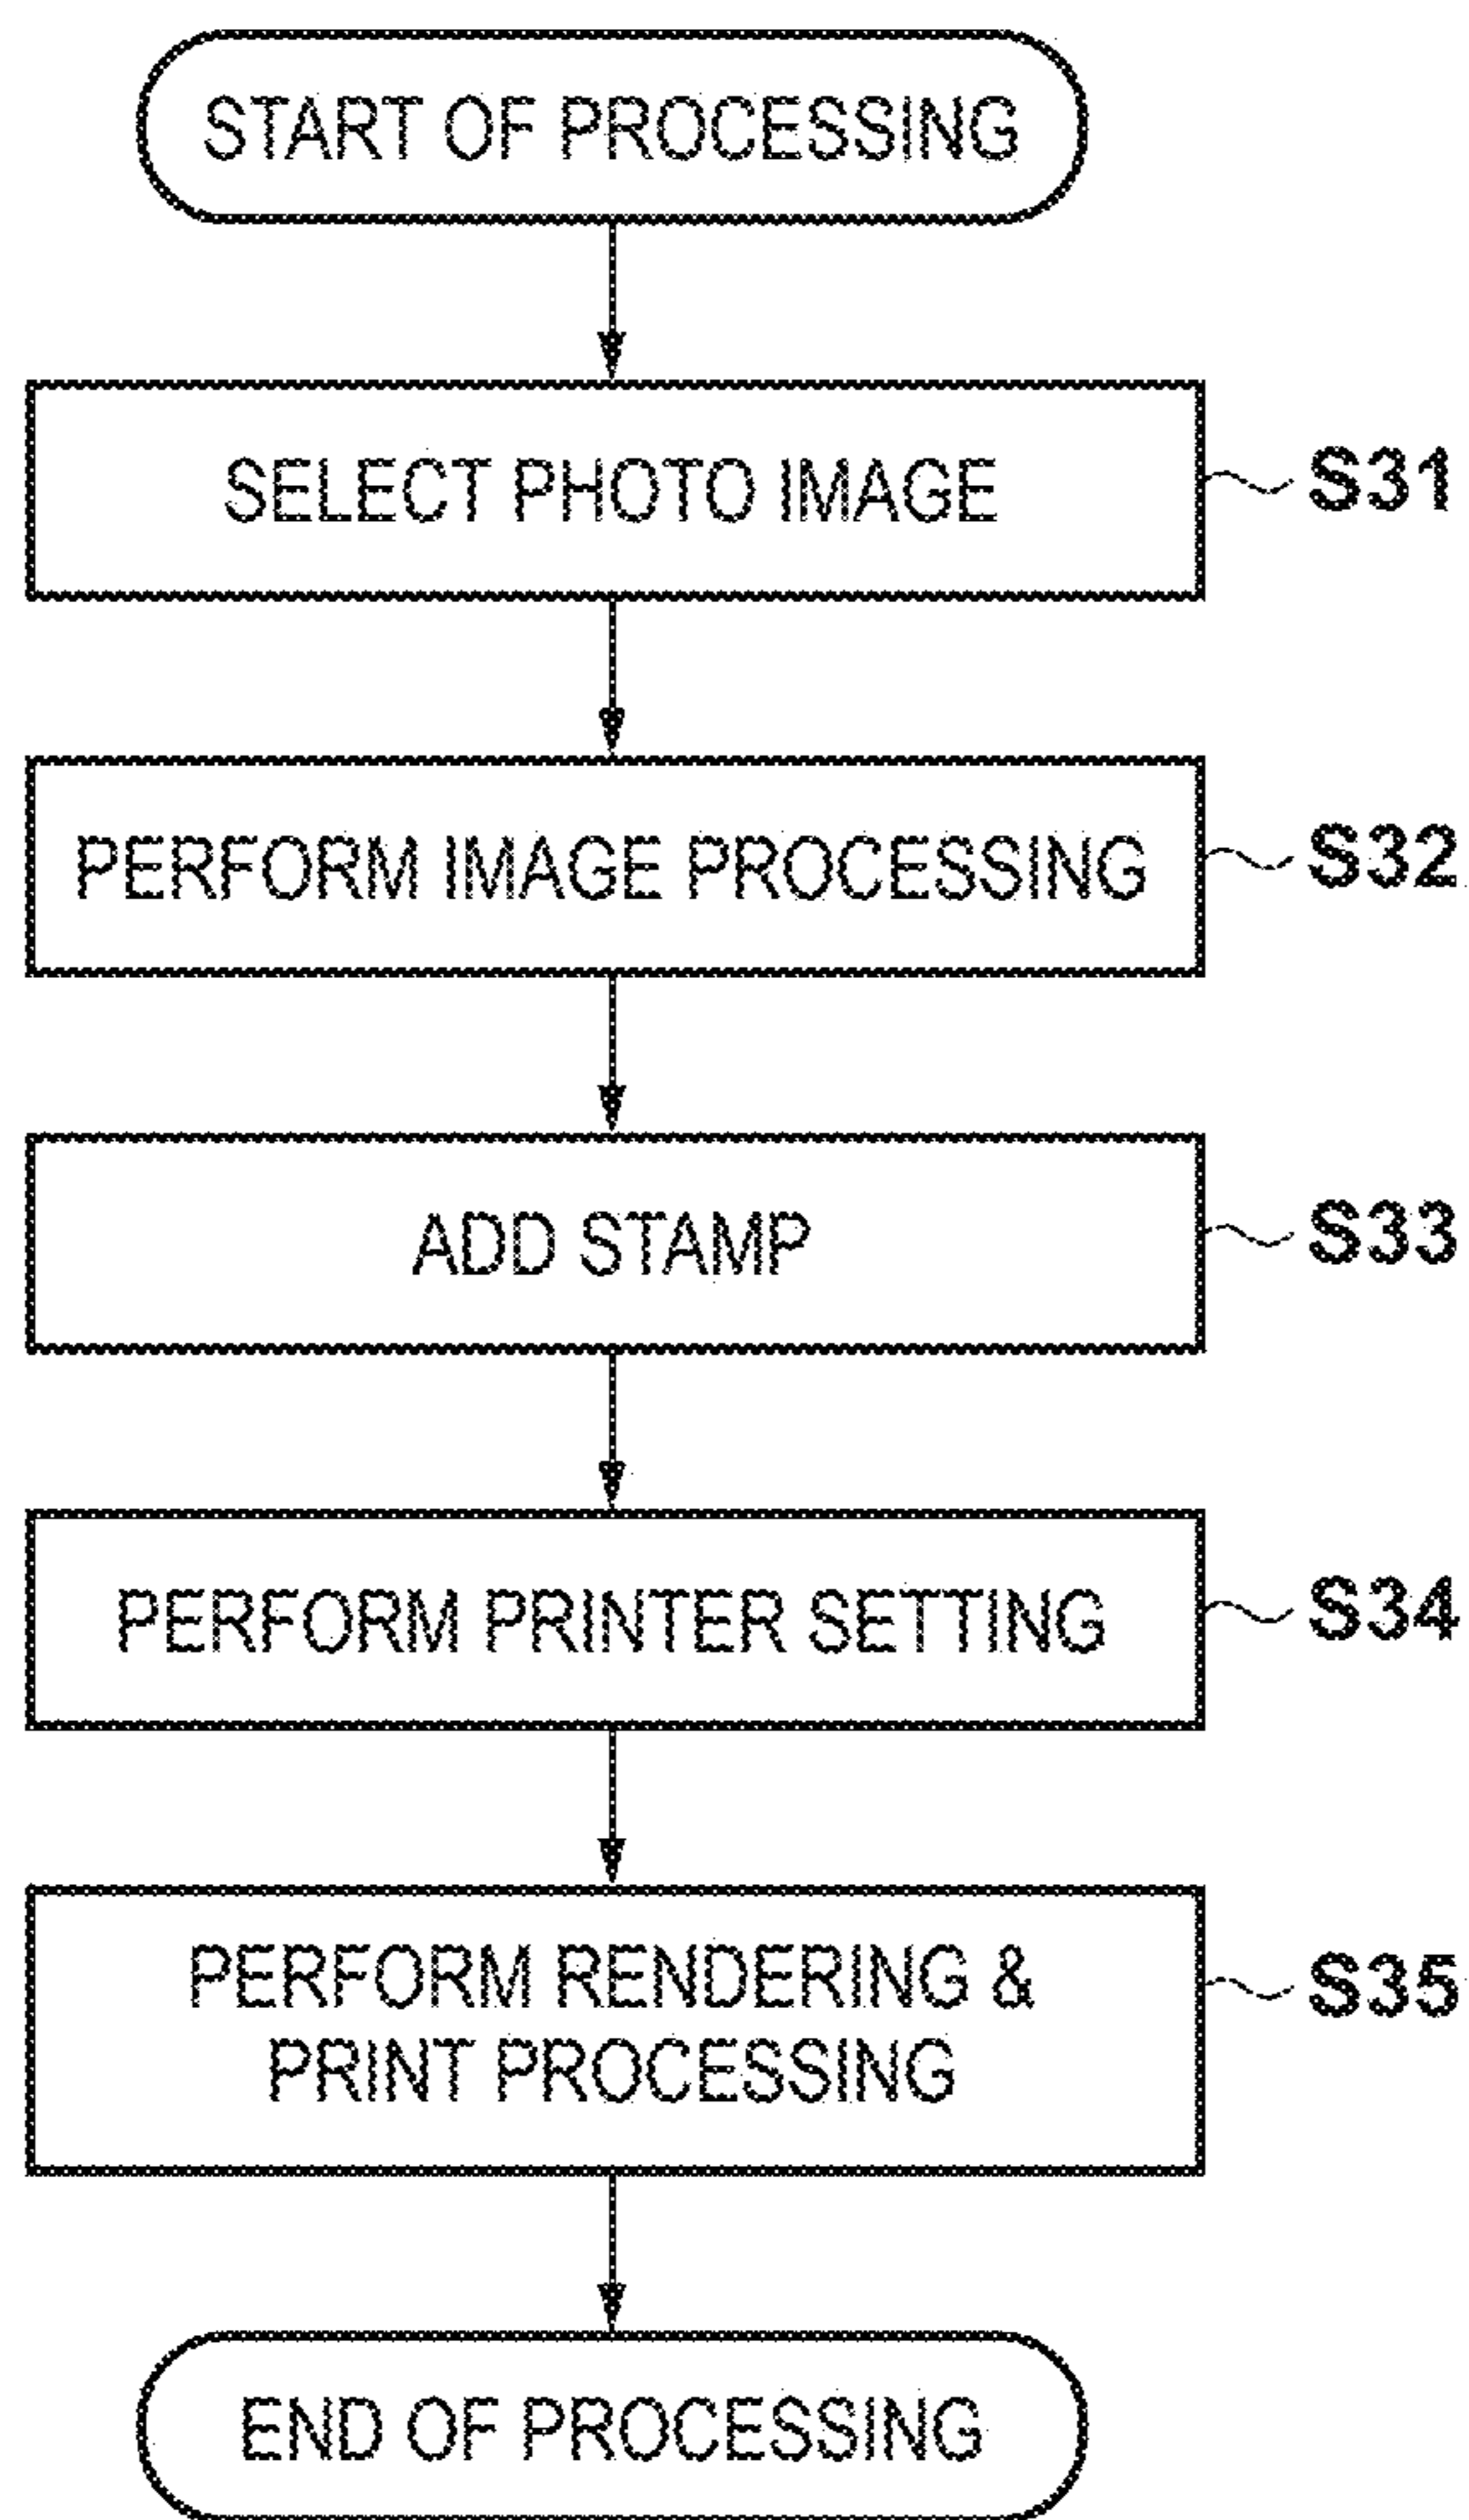 START OF PROCESSING
SELECT PHOTO IMAGE
S31
PERFORM IMAGE PROCESSING
S32
ADD STAMP
S33
PERFORM PRINTER SETTING
S34
PERFORM RENDERING &
PRINT PROCESSING
S35
END OF PROCESSING